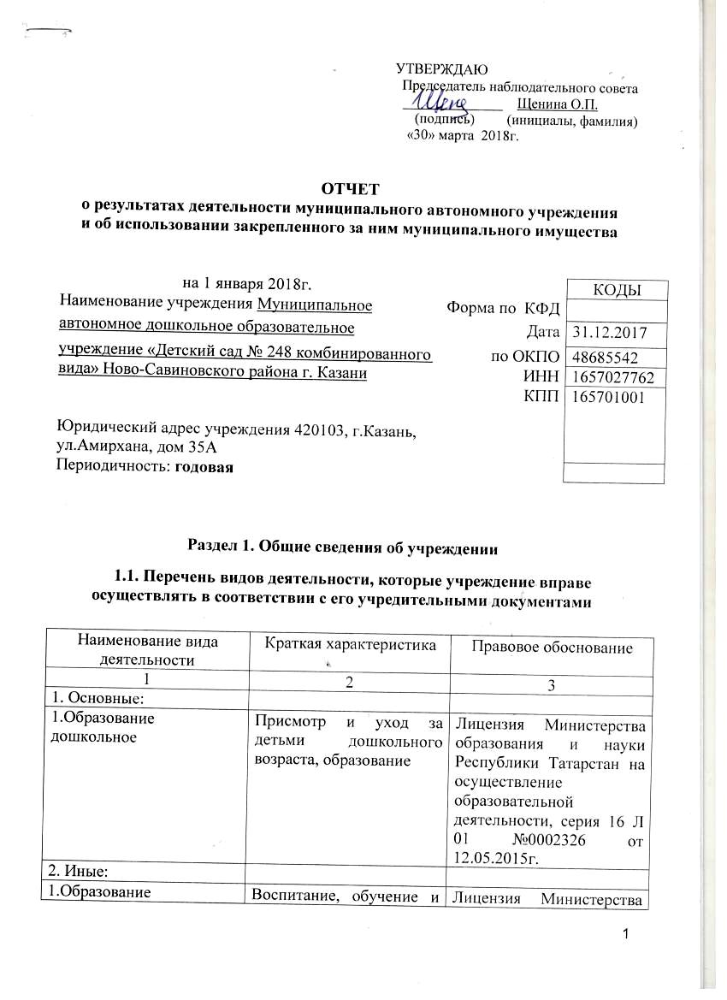 УТВЕРЖДАЮ
Председатель наблюдательного совета
Щенина О.П.
(подпись) (инициалы, фамилия)
«30» марта 2018г.
ОТЧЕТ
о результатах деятельности муниципального автономного учреждения
и об использовании закрепленного за ним муниципального имущества
на 1 января 2018г.
КОДЫ
Наименование учреждения Муниципальное
Форма по КФД
автономное дошкольное образовательное
Дата 31.12.2017
учреждение «Детский сад № 248 комбинированного
по ОКПО 48685542
вида» Ново-Савиновского района г. Казани
ИНН 1657027762
КПП 165701001
Юридический адрес учреждения 420103, г.Казань,
ул.Амирхана, дом 35А
Периодичность: годовая
Раздел 1. Общие сведения об учреждении
1.1. Перечень видов деятельности, которые учреждение вправе
осуществлять в соответствии с его учредительными документами
Наименование вида
деятельности
Краткая характеристика
Правовое обоснование
1
2
3
1. Основные:
1.Образование
дошкольное
Присмотр и уход за
детьми дошкольного
возраста, образование
Лицензия Министерства
образования и науки
Республики Татарстан на
осуществление
образовательной
деятельности, серия 16 Л
01 №0002326 от
12.05.2015г.
2. Иные:
1.Образование
Воспитание, обучение и
Лицензия Министерства
1